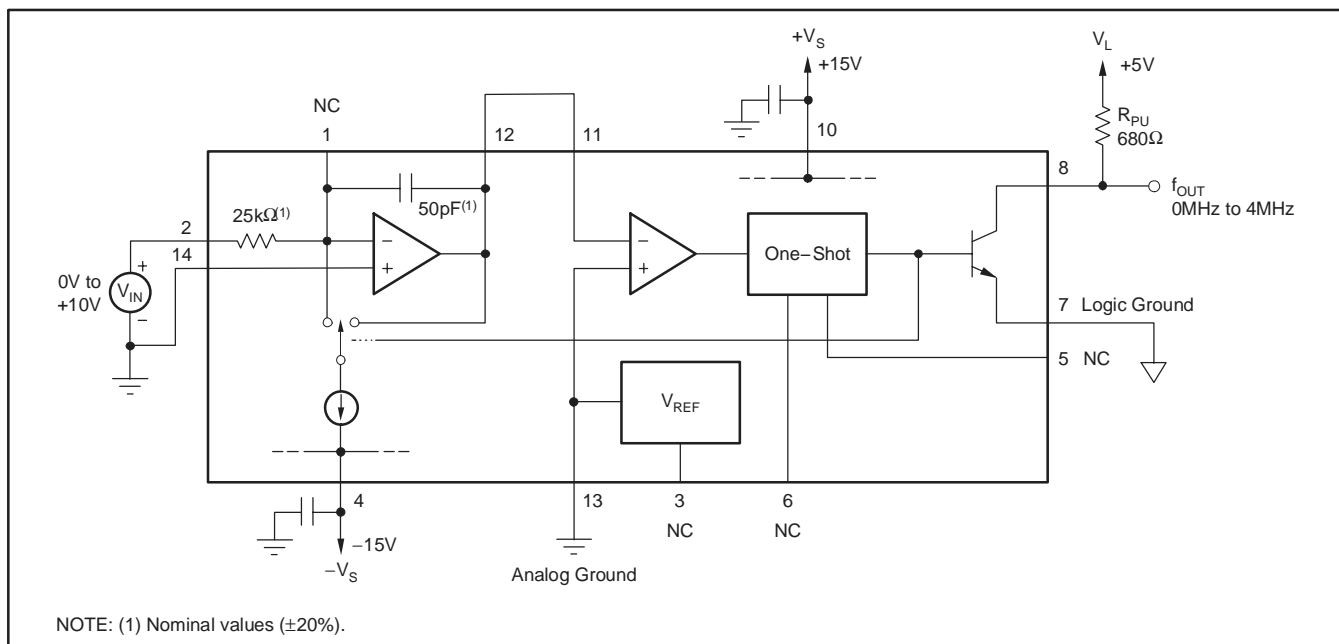 +V_S
+15V
V_L
+5V
R_PU
680Ω
NC
1
12
11
10
8
f_OUT
0MHz to 4MHz
50pF(1)
25kΩ(1)
2
14
−
+
−
+
One−Shot
0V to
+10V
+
V_IN
−
7 Logic Ground
5 NC
V_REF
4
13
3
6
NC
NC
−15V
−V_S
Analog Ground
NOTE: (1) Nominal values (±20%).